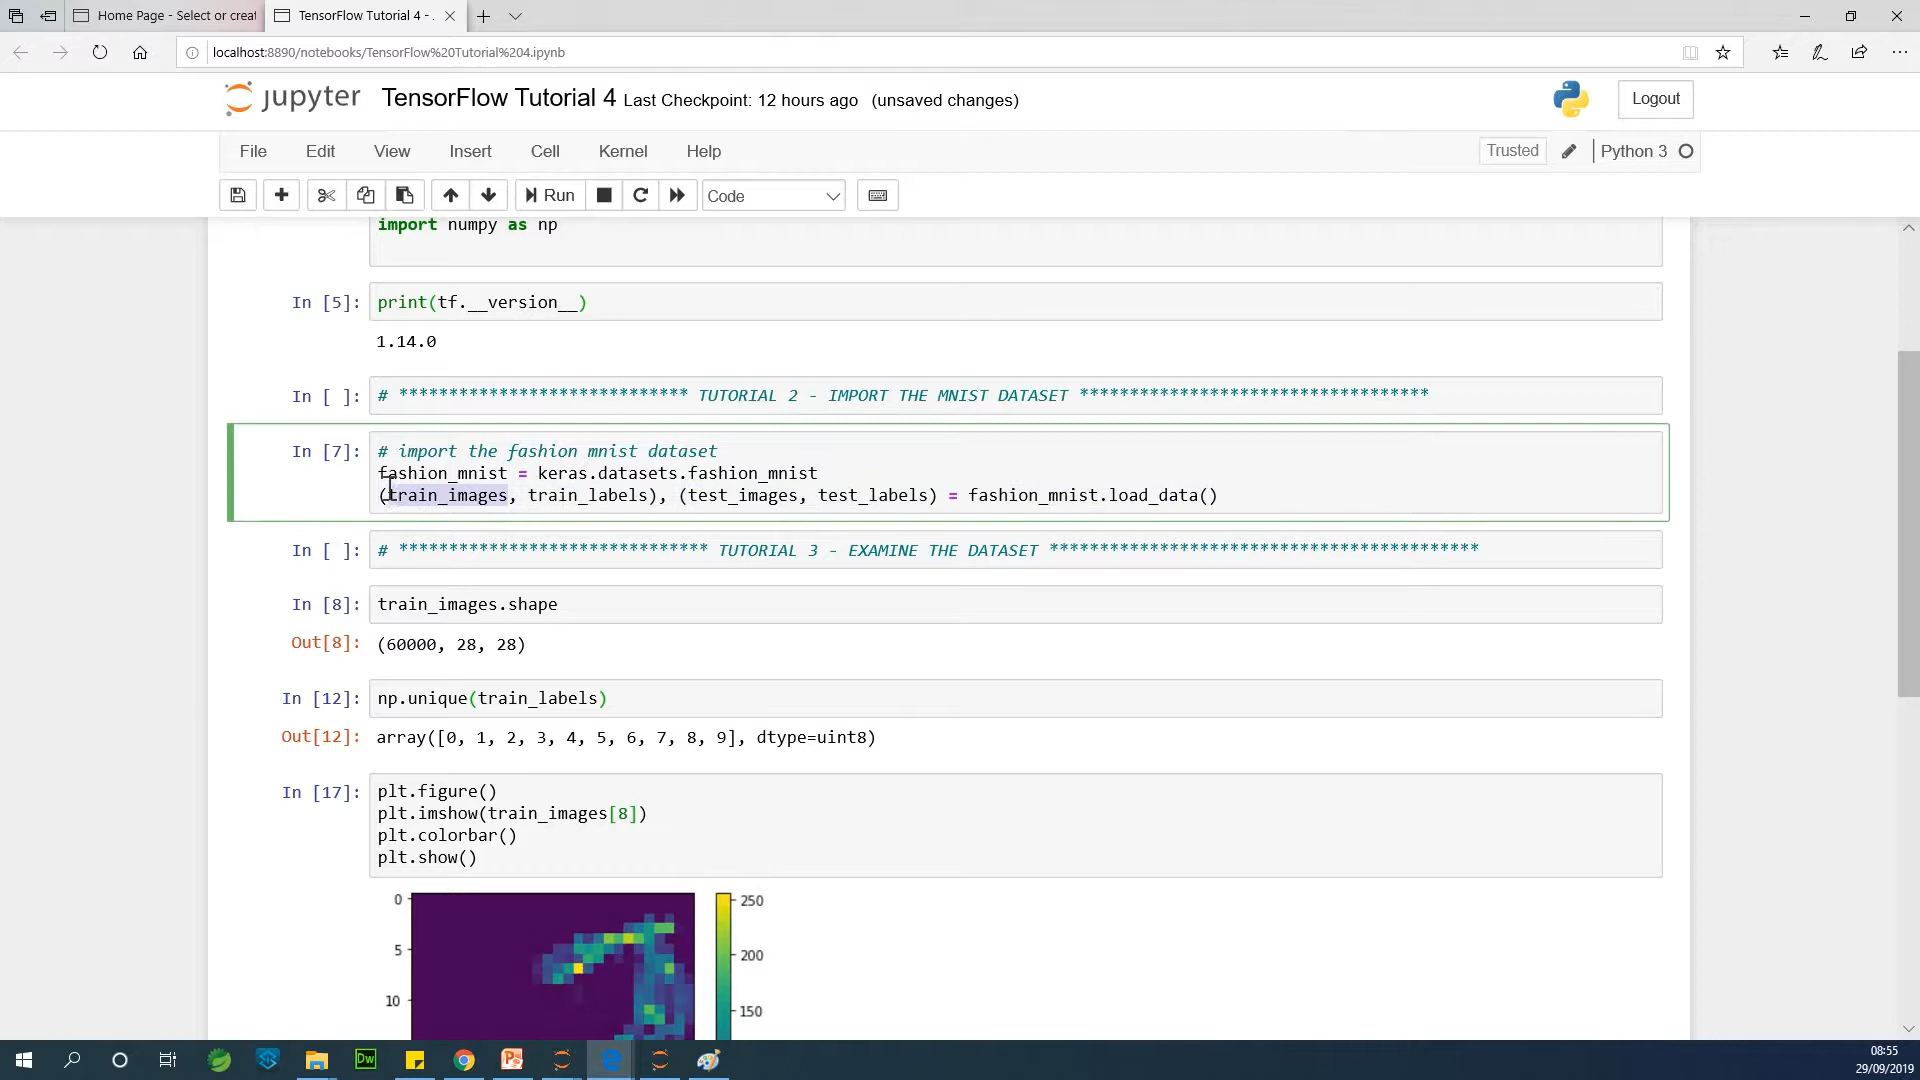 Home Page - Select or creat
TensorFlow Tutorial 4 - .
localhost:8890/notebooks/TensorFlow%20Tutorial%204.ipynb
jupyter TensorFlow Tutorial 4 Last Checkpoint: 12 hours ago (unsaved changes)
Logout
File Edit View Insert Cell Kernel Help
Trusted Python 3
Run Code
import numpy as np
In [5]: print(tf.__version__)
1.14.0
In [ ]: # ***************************** TUTORIAL 2 - IMPORT THE MNIST DATASET ***********************************
In [7]: # import the fashion mnist dataset
fashion_mnist = keras.datasets.fashion_mnist
(train_images, train_labels), (test_images, test_labels) = fashion_mnist.load_data()
In [ ]: # ******************************* TUTORIAL 3 - EXAMINE THE DATASET *******************************************
In [8]: train_images.shape
Out[8]: (60000, 28, 28)
In [12]: np.unique(train_labels)
Out[12]: array([0, 1, 2, 3, 4, 5, 6, 7, 8, 9], dtype=uint8)
In [17]: plt.figure()
plt.imshow(train_images[8])
plt.colorbar()
plt.show()
0
5
10
250
200
150
Dw
08:55
29/09/2019